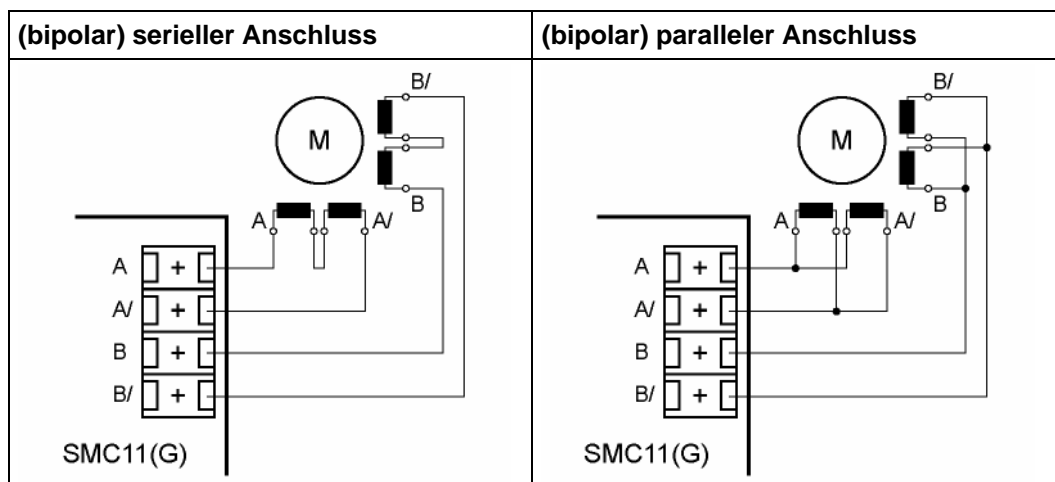 (bipolar) serieller Anschluss
B/
M
B
A
A/
A +
A/ +
B +
B/ +
SMC11(G)
(bipolar) paralleler Anschluss
B/
M
B
A
A/
A +
A/ +
B +
B/ +
SMC11(G)